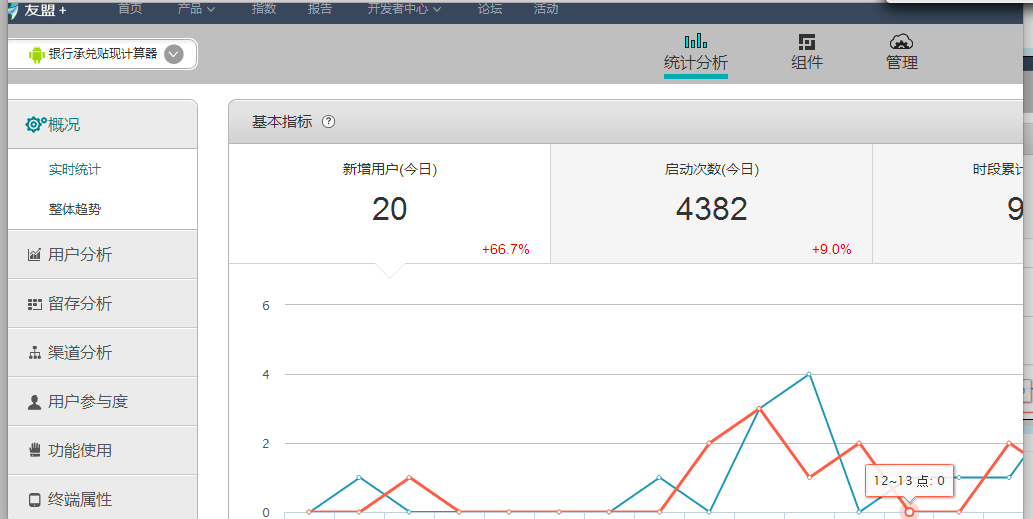 友盟+ 首页 产品 指数 报告 开发者中心 论坛 活动
银行承兑贴现计算器
统计分析 组件 管理
概况
实时统计
整体趋势
用户分析
留存分析
渠道分析
用户参与度
功能使用
终端属性
基本指标 ?
新增用户(今日) 启动次数(今日) 时段累计
20 4382 9
+66.7% +9.0%
6
4
2
12~13 点: 0
0